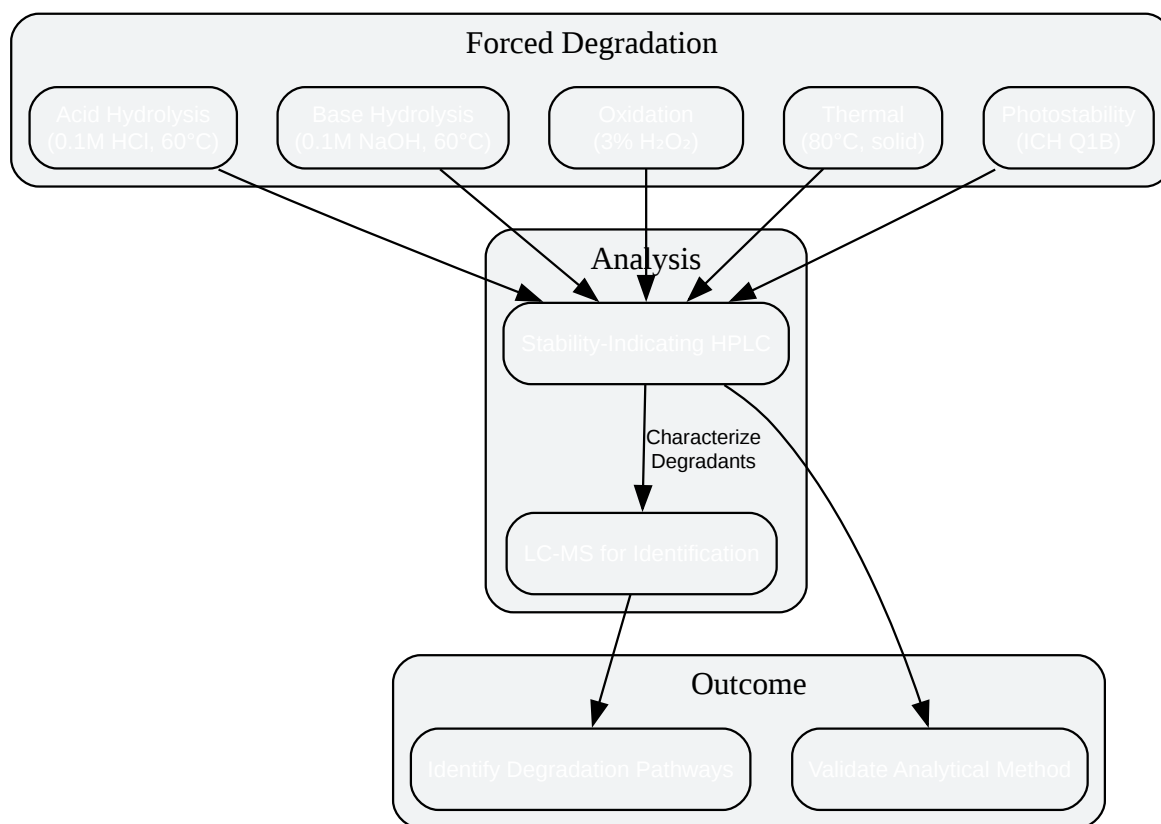 Forced Degradation
Acid Hydrolysis
(0.1M HCl, 60°C)
Base Hydrolysis
(0.1M NaOH, 60°C)
Oxidation
(3% H₂O₂)
Thermal
(80°C, solid)
Photostability
(ICH Q1B)
Analysis
Stability-Indicating HPLC
Characterize
Degradants
LC-MS for Identification
Outcome
Identify Degradation Pathways
Validate Analytical Method